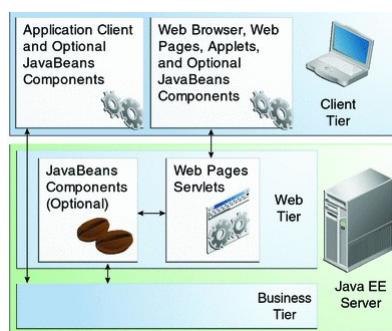 Application Client
and Optional
JavaBeans
Components
Web Browser, Web
Pages, Applets,
and Optional
JavaBeans
Components
Client
Tier
JavaBeans
Components
(Optional)
Web Pages
Servlets
Web
Tier
Java EE
Server
Business
Tier